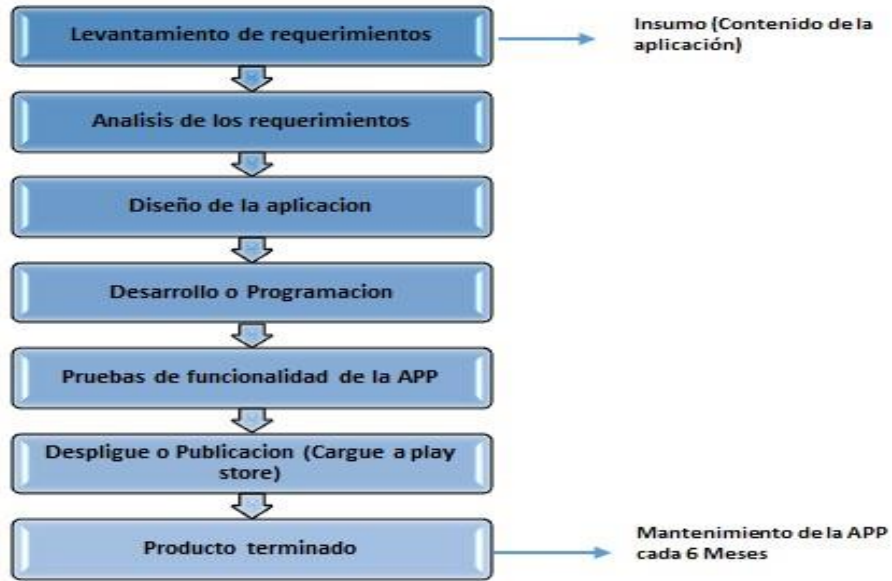 Levantamiento de requerimientos
Insumo (Contenido de la
aplicación)
Analisis de los requerimientos
Diseño de la aplicacion
Desarrollo o Programacion
Pruebas de funcionalidad de la APP
Despligue o Publicacion (Cargue a play
store)
Producto terminado
Mantenimiento de la APP
cada 6 Meses